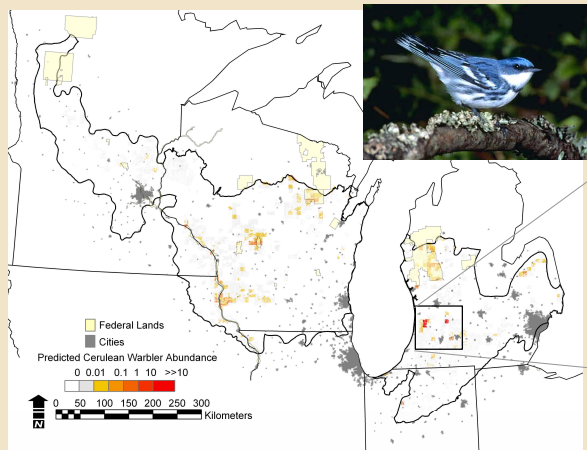 Federal Lands
Cities
Predicted Cerulean Warbler Abundance
0 0.01 0.1 1 10 >>10
0 50 100 150 200 250 300
Kilometers
N